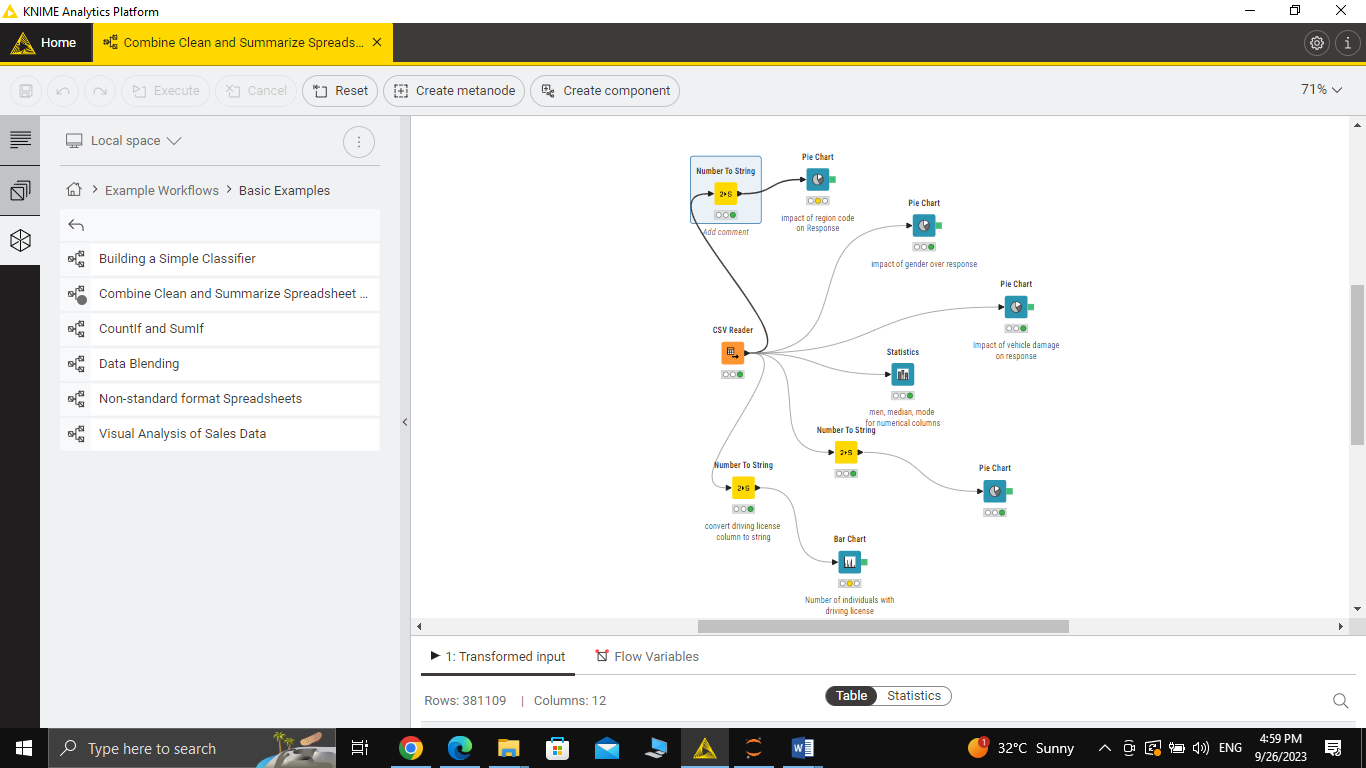 KNIME Analytics Platform
Home
Combine Clean and Summarize Spreads...
Execute
Cancel
Reset
Create metanode
Create component
71%
Local space
Example Workflows
Basic Examples
Building a Simple Classifier
Combine Clean and Summarize Spreadsheet ...
CountIf and SumIf
Data Blending
Non-standard format Spreadsheets
Visual Analysis of Sales Data
Number To String
2▸S
Add comment
Pie Chart
impact of region code
on Response
Pie Chart
impact of gender over response
Pie Chart
Impact of vehicle damage
on response
CSV Reader
Statistics
men, median, mode
for numerical columns
Number To String
2▸S
Pie Chart
Number To String
2▸S
convert driving license
column to string
Bar Chart
Number of individuals with
driving license
1: Transformed input
Flow Variables
Rows: 381109 | Columns: 12
Table
Statistics
Type here to search
1
32°C Sunny
ENG
4:59 PM
9/26/2023